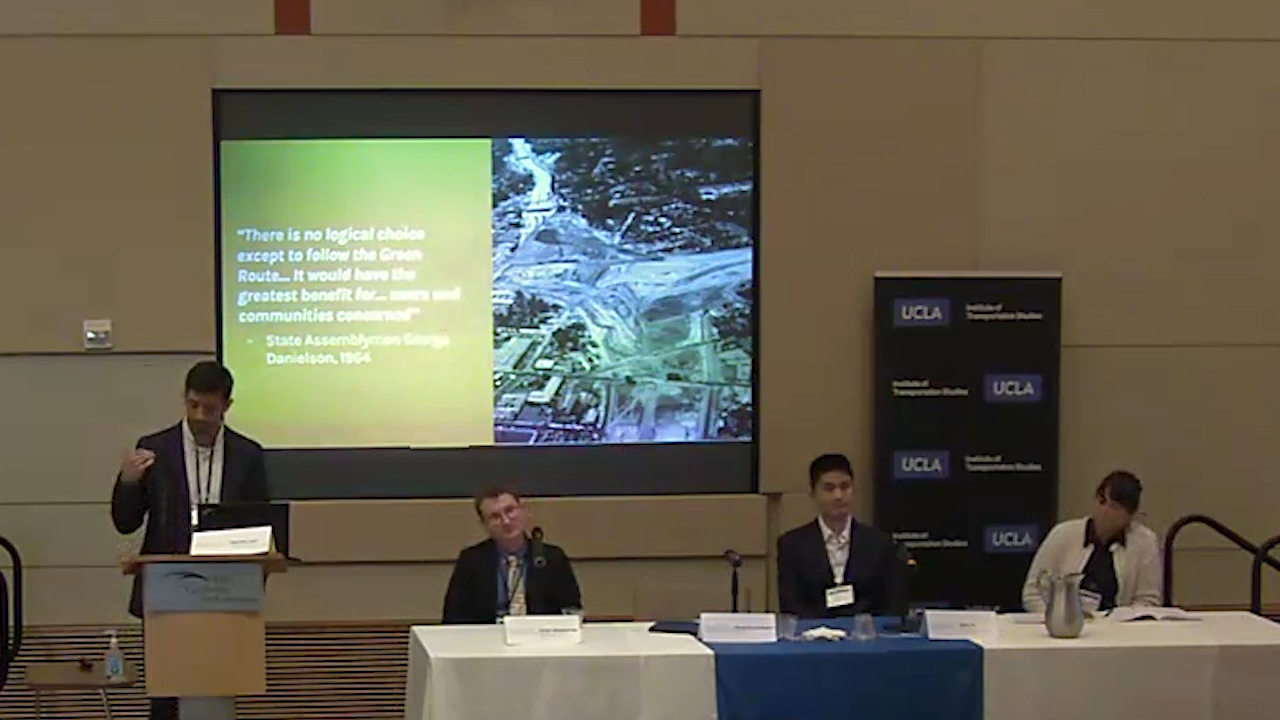 "There is no logical choice
except to follow the Green
Route... It would have the
greatest benefit for... users and
communities concerned"
- State Assemblyman George
Danielson, 1964
UCLA Institute of
Transportation Studies
Institute of
Transportation Studies UCLA
UCLA Institute of
Transportation Studies
Institute of
Transportation Studies UCLA